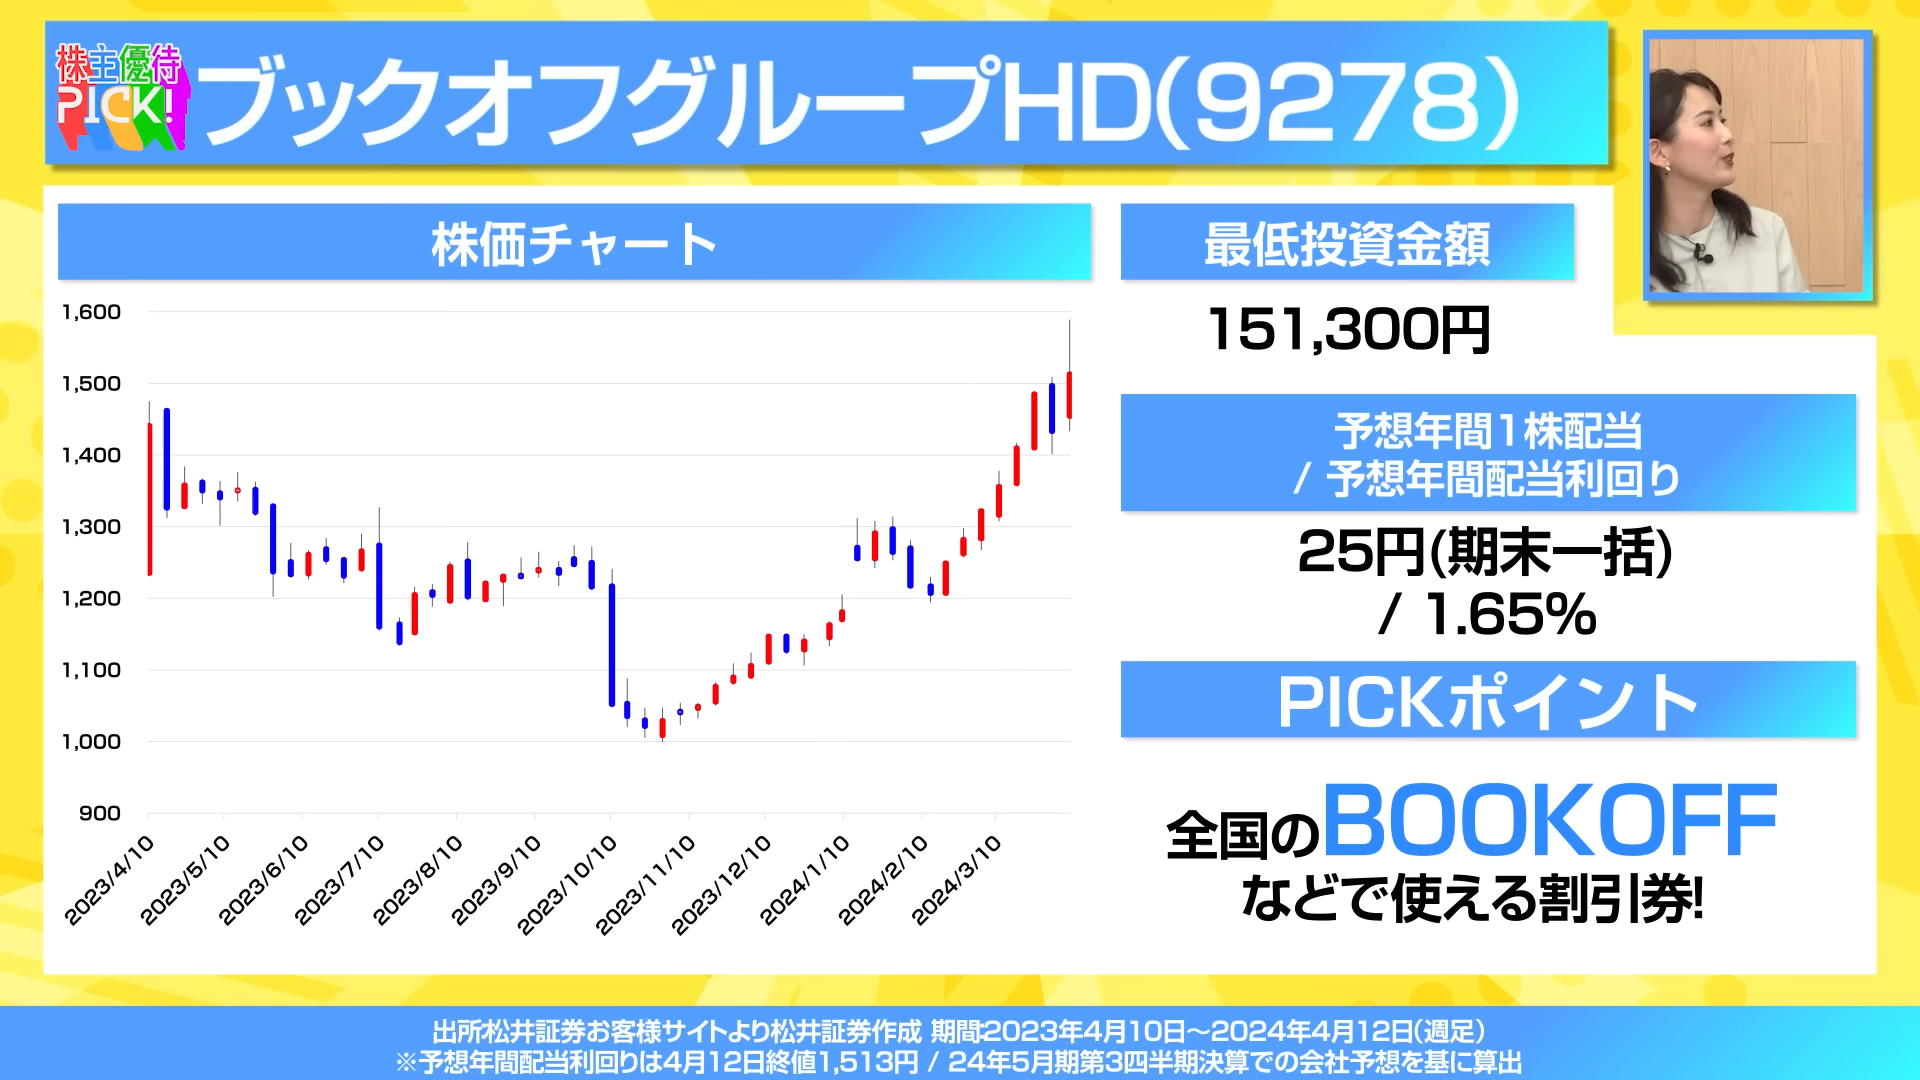 株主優待
PICK!
ブックオフグループHD(9278)
株価チャート
1,600
1,500
1,400
1,300
1,200
1,100
1,000
900
2023/4/10
2023/5/10
2023/6/10
2023/7/10
2023/8/10
2023/9/10
2023/10/10
2023/11/10
2023/12/10
2024/1/10
2024/2/10
2024/3/10
最低投資金額
151,300円
予想年間1株配当
/ 予想年間配当利回り
25円(期末一括)
/ 1.65%
PICKポイント
全国のBOOKOFF
などで使える割引券!
出所:松井証券お客様サイトより松井証券作成 期間:2023年4月10日～2024年4月12日(週足)
※予想年間配当利回りは4月12日終値1,513円 / 24年5月期第3四半期決算での会社予想を基に算出